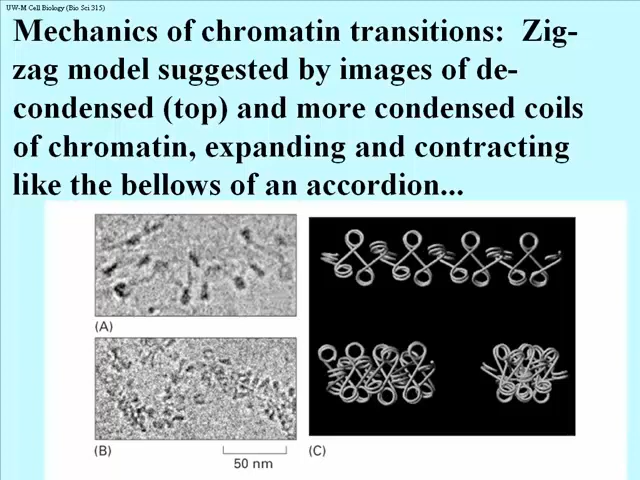 UW-M Cell Biology (Bio Sci 315)
Mechanics of chromatin transitions: Zig-
zag model suggested by images of de-
condensed (top) and more condensed coils
of chromatin, expanding and contracting
like the bellows of an accordion...
(A)
(B)
50 nm
(C)